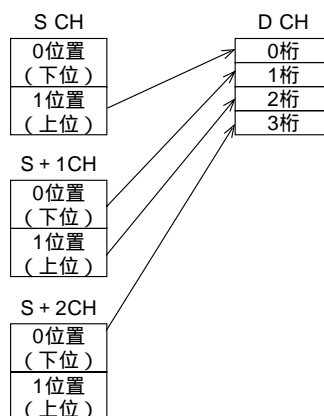 S CH
0位置
（下位）
1位置
（上位）
S + 1CH
0位置
（下位）
1位置
（上位）
S + 2CH
0位置
（下位）
1位置
（上位）
D CH
0桁
1桁
2桁
3桁